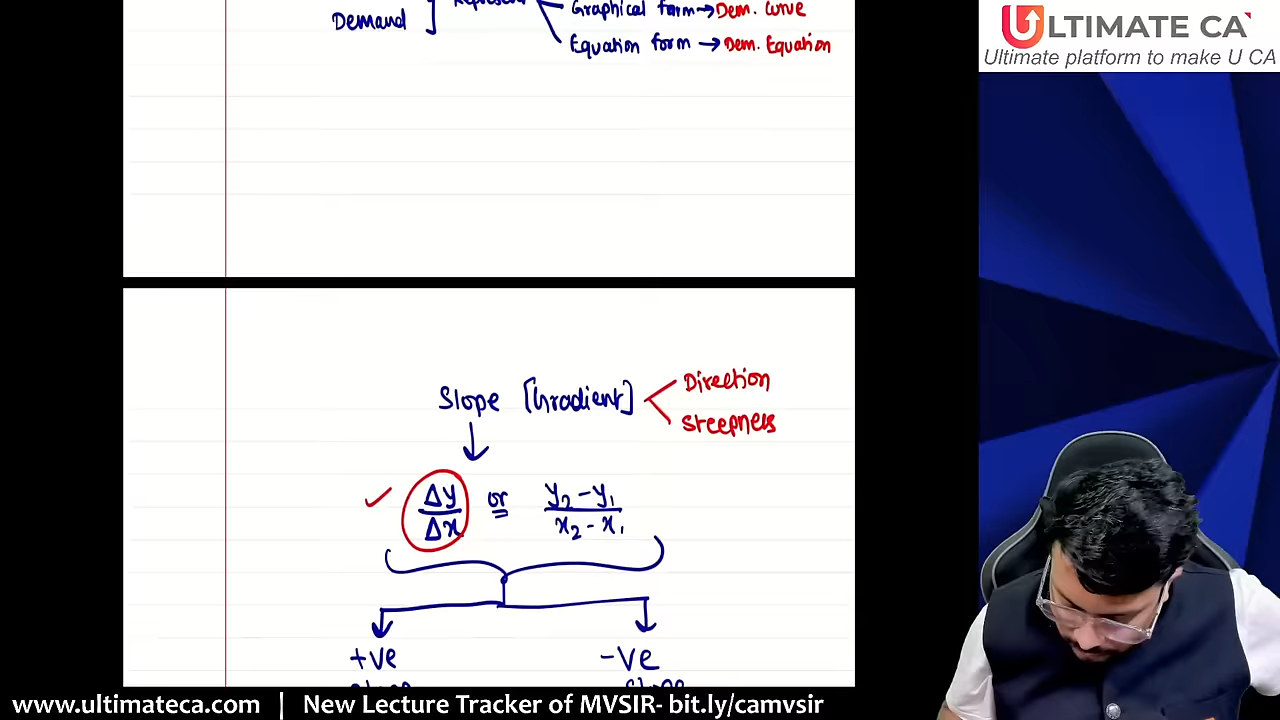 Demand ] Represent
Graphical form → Dem. Curve
Equation form → Dem. Equation
ULTIMATE CA
Ultimate platform to make U CA
Slope [Gradient]
Direction
Steepness
✓ Δy/Δx or y₂-y₁/x₂-x₁
+ve
-ve
www.ultimateca.com | New Lecture Tracker of MVSIR- bit.ly/camvsir